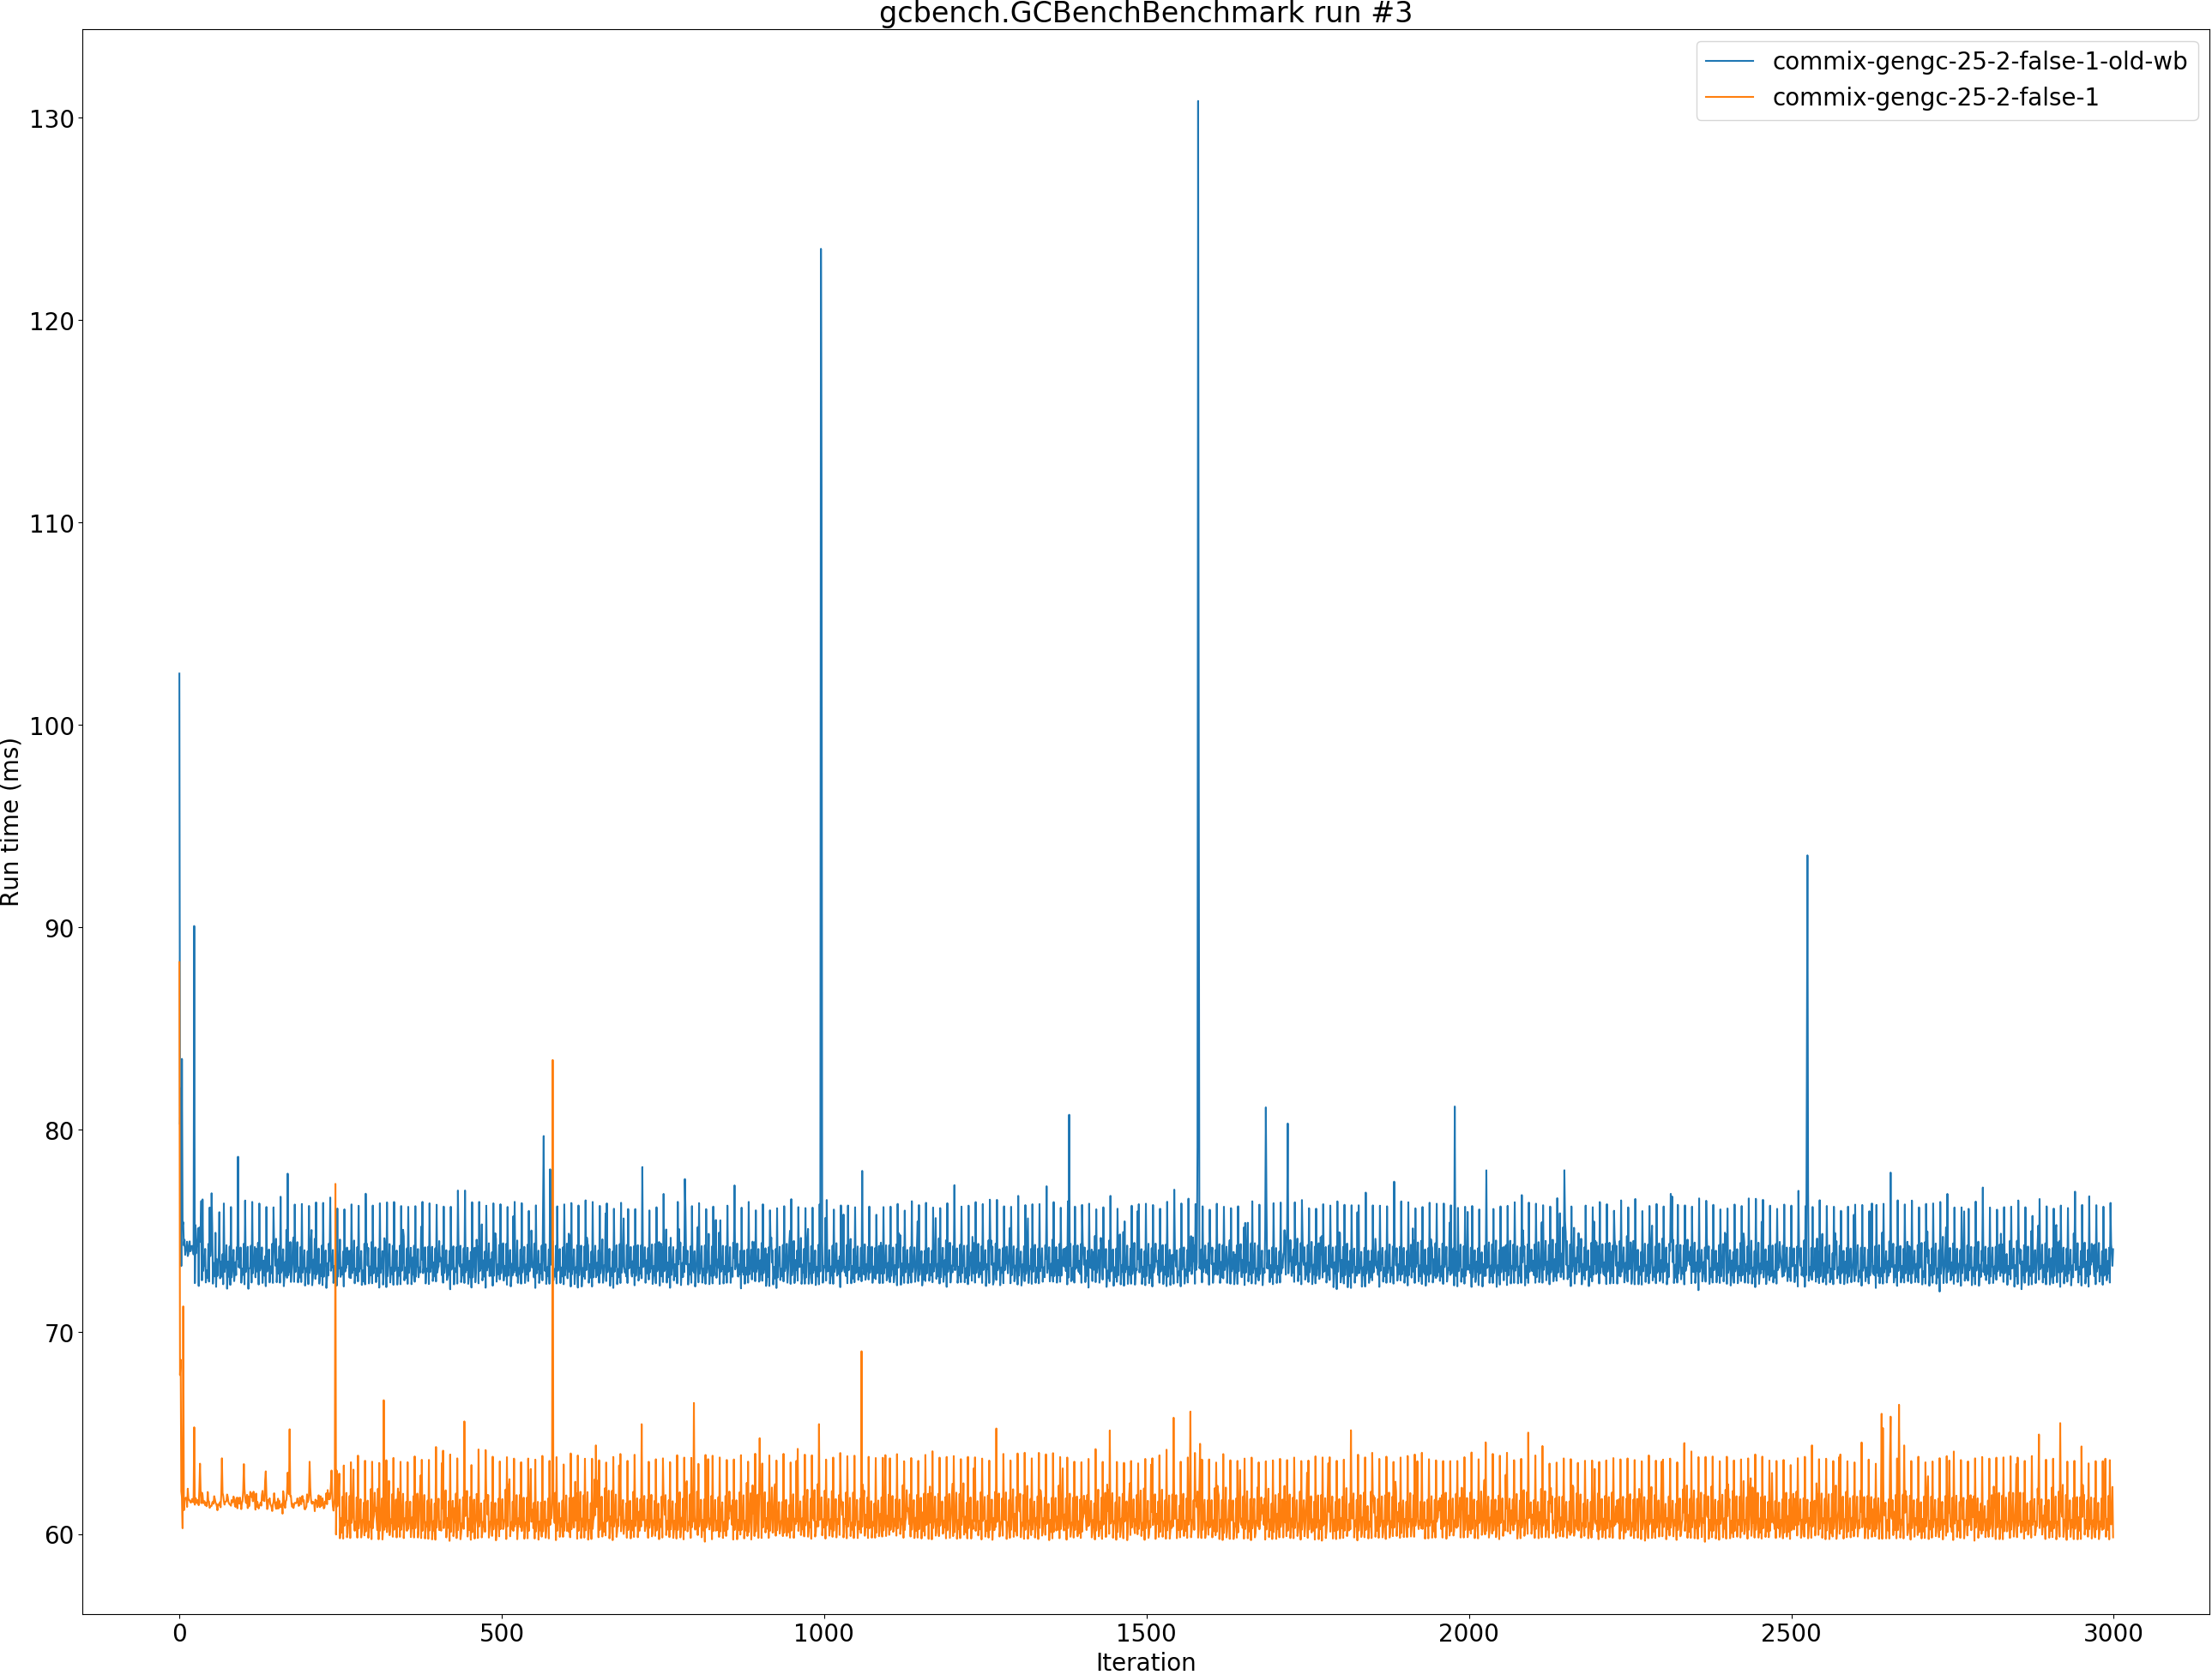 gcbench.GCBenchBenchmark run #3
commix-gengc-25-2-false-1-old-wb
commix-gengc-25-2-false-1
130
120
110
100
90
80
70
60
Run time (ms)
0 500 1000 1500 2000 2500 3000
Iteration